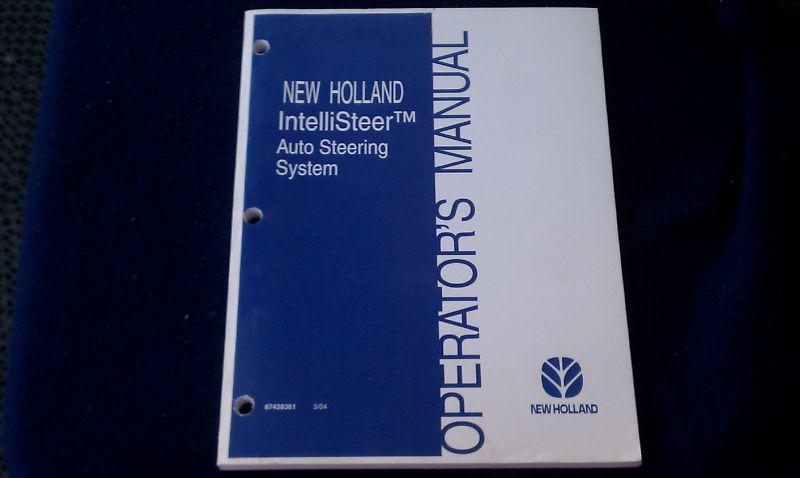 NEW HOLLAND
IntelliSteer™
Auto Steering
System
OPERATOR'S MANUAL
87428361 3/04
NEW HOLLAND